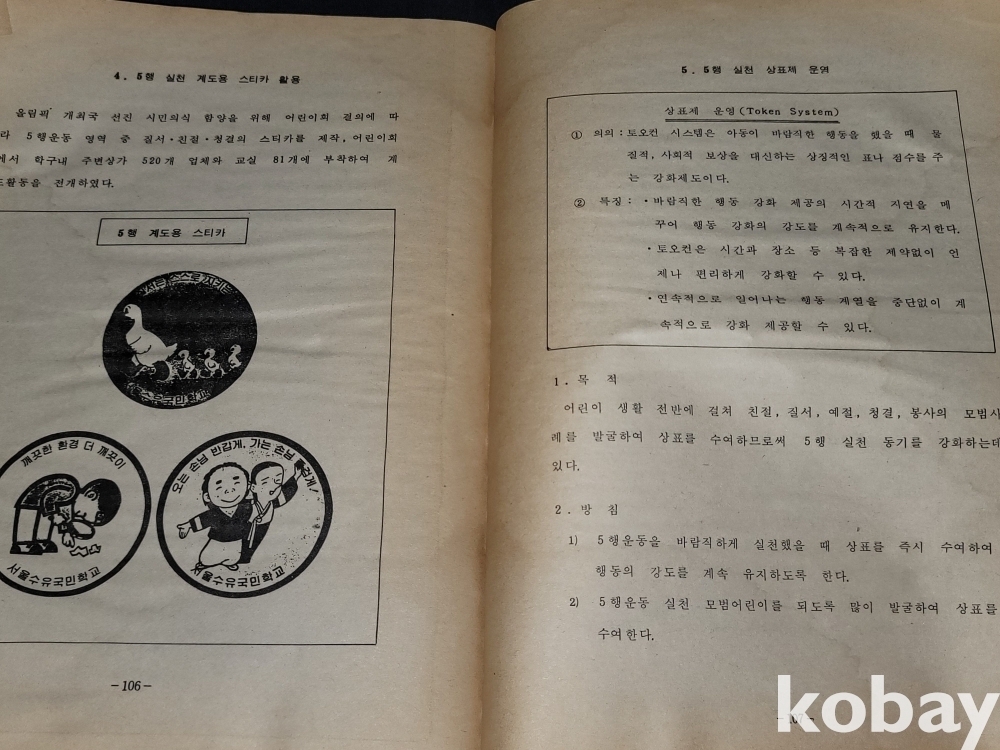 4. 5행 실천 계도용 스티카 활용
올림픽 개최국 선진 시민의식 함양을 위해 어린이회 결의에 따
라 5행운동 영역 중 질서·친절·청결의 스티카를 제작, 어린이회
에서 학구내 주변상가 520개 업체와 교실 81개에 부착하여 계
도활동을 전개하였다.
5행 계도용 스티카
스스로 지키는
수유국민학교
깨끗한 환경 더 깨끗이
서울수유국민학교
오는 손님 반갑게, 가는 손님
서울수유국민학교
-106-
5. 5행 실천 상표제 운영
상표제 운영(Token System)
① 의의: 토오컨 시스템은 아동이 바람직한 행동을 했을 때 물
질적, 사회적 보상을 대신하는 상징적인 표나 점수를 주
는 강화제도이다.
② 특징: ·바람직한 행동 강화 제공의 시간적 지연을 메
꾸어 행동 강화의 강도를 계속적으로 유지한다.
·토오컨은 시간과 장소 등 복잡한 제약없이 언
제나 편리하게 강화할 수 있다.
·연속적으로 일어나는 행동 계열을 중단없이 계
속적으로 강화 제공할 수 있다.
1. 목 적
어린이 생활 전반에 걸쳐 친절, 질서, 예절, 청결, 봉사의 모범사
례를 발굴하여 상표를 수여하므로써 5행 실천 동기를 강화하는데
있다.
2. 방 침
1) 5행운동을 바람직하게 실천했을 때 상표를 즉시 수여하여
행동의 강도를 계속 유지하도록 한다.
2) 5행운동 실천 모범어린이를 되도록 많이 발굴하여 상표를
수여한다.
-107-
kobay